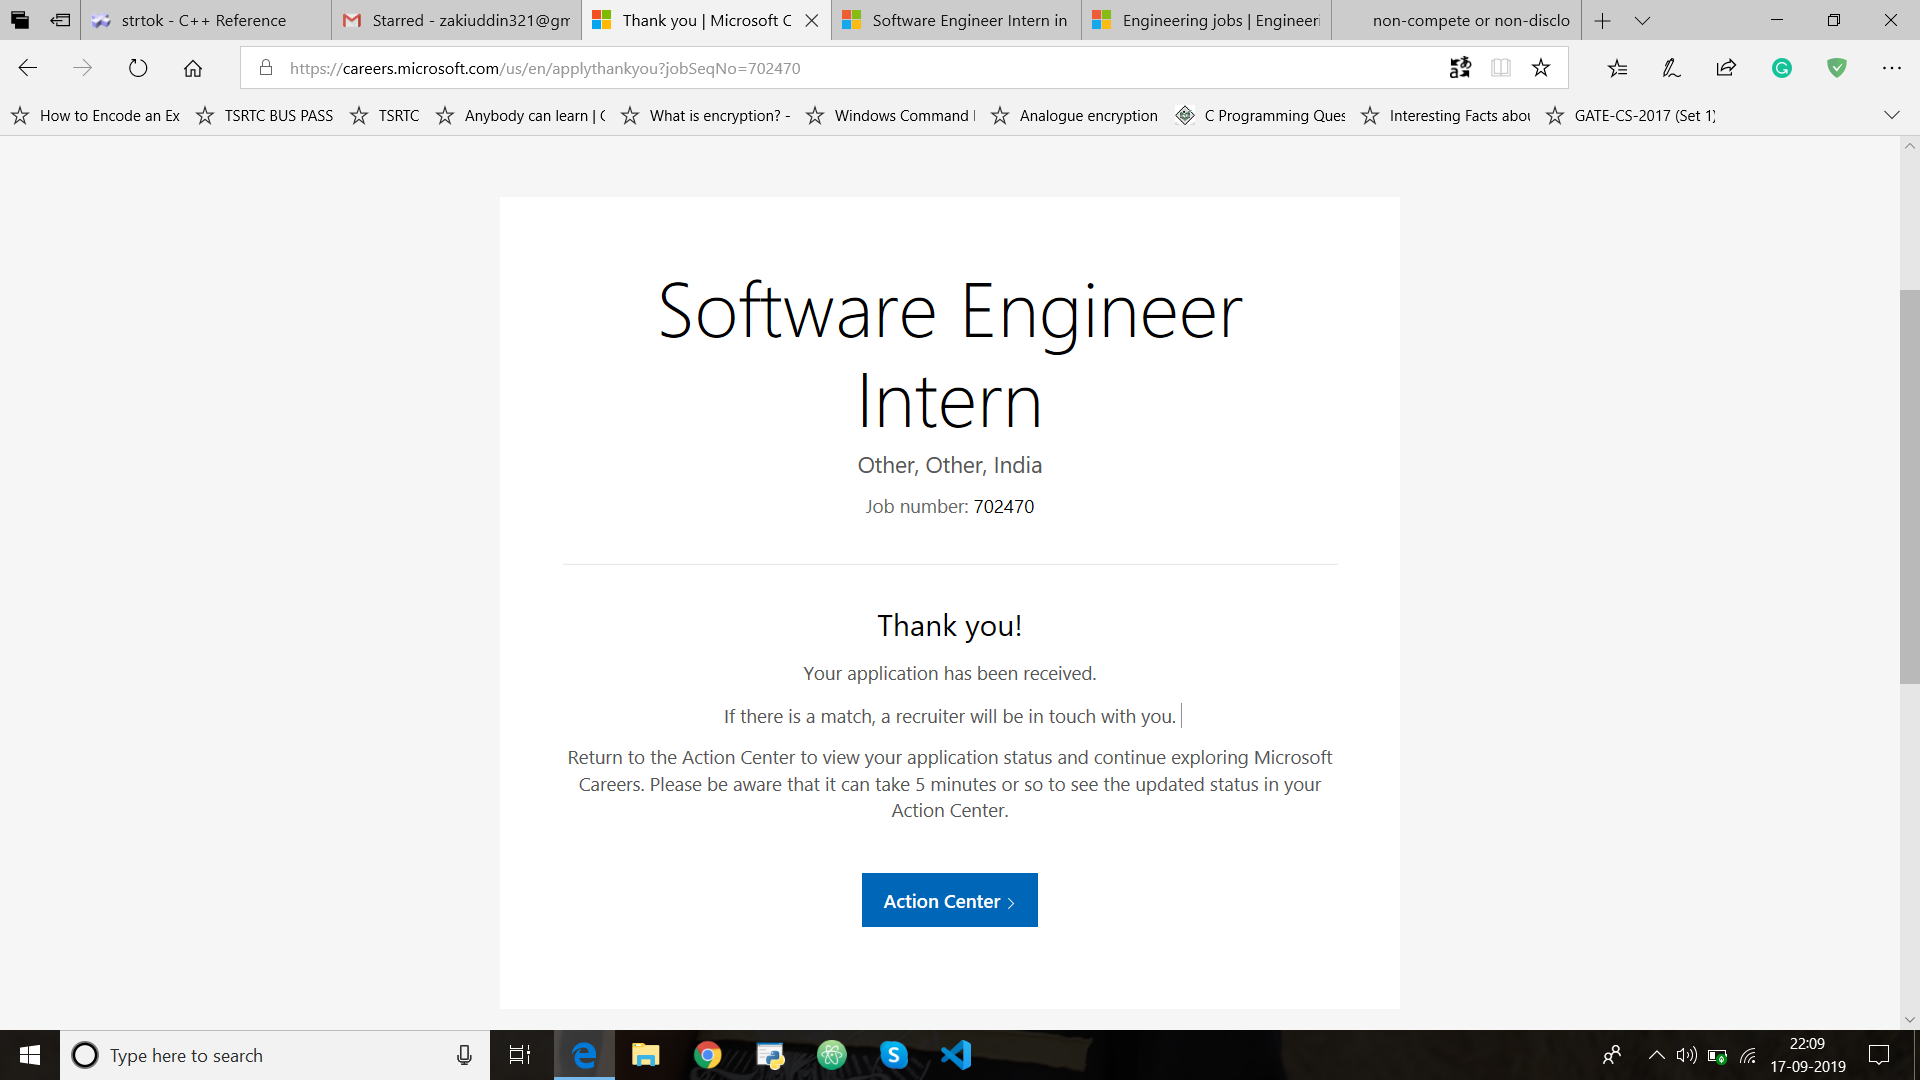 strtok - C++ Reference
Starred - zakiuddin321@gm
Thank you | Microsoft C
Software Engineer Intern in
Engineering jobs | Engineeri
non-compete or non-disclo
https://careers.microsoft.com/us/en/applythankyou?jobSeqNo=702470
How to Encode an Ex
TSRTC BUS PASS
TSRTC
Anybody can learn | C
What is encryption? -
Windows Command
Analogue encryption
C Programming Ques
Interesting Facts abou
GATE-CS-2017 (Set 1)
Software Engineer
Intern
Other, Other, India
Job number: 702470
Thank you!
Your application has been received.
If there is a match, a recruiter will be in touch with you.
Return to the Action Center to view your application status and continue exploring Microsoft
Careers. Please be aware that it can take 5 minutes or so to see the updated status in your
Action Center.
Action Center
Type here to search
22:09
17-09-2019